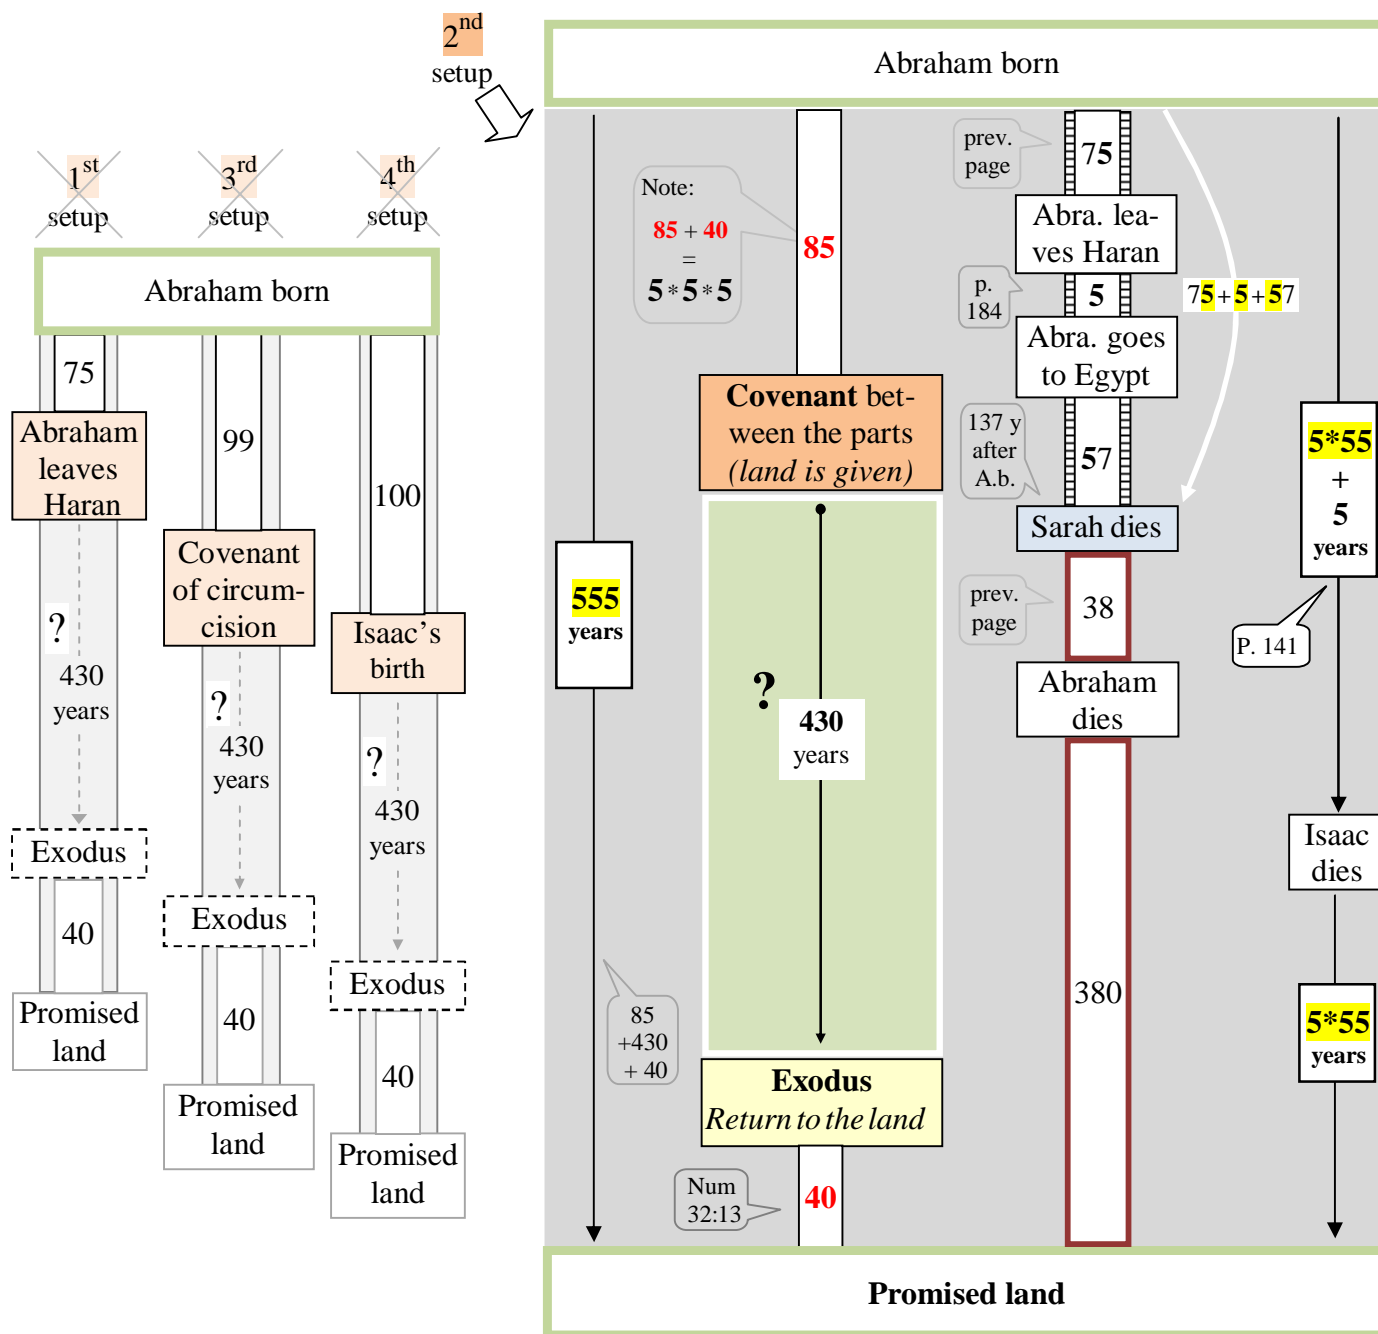 2nd
setup
1st
setup
3rd
setup
4th
setup
Abraham born
75
Abraham
leaves
Haran
?
430
years
Exodus
40
Promised
land
99
Covenant
of circum-
cision
?
430
years
Exodus
40
Promised
land
100
Isaac’s
birth
?
430
years
Exodus
40
Promised
land
Abraham born
555
years
85
+430
+ 40
Note:
85 + 40
=
5*5*5
85
Covenant bet-
ween the parts
(land is given)
?
430
years
Exodus
Return to the land
Num
32:13
40
prev.
page
75
Abra. lea-
ves Haran
p.
184
5
Abra. goes
to Egypt
137 y
after
A.b.
57
Sarah dies
prev.
page
38
Abraham
dies
380
75+5+57
5*55
+
5
years
P. 141
Isaac
dies
5*55
years
Promised land